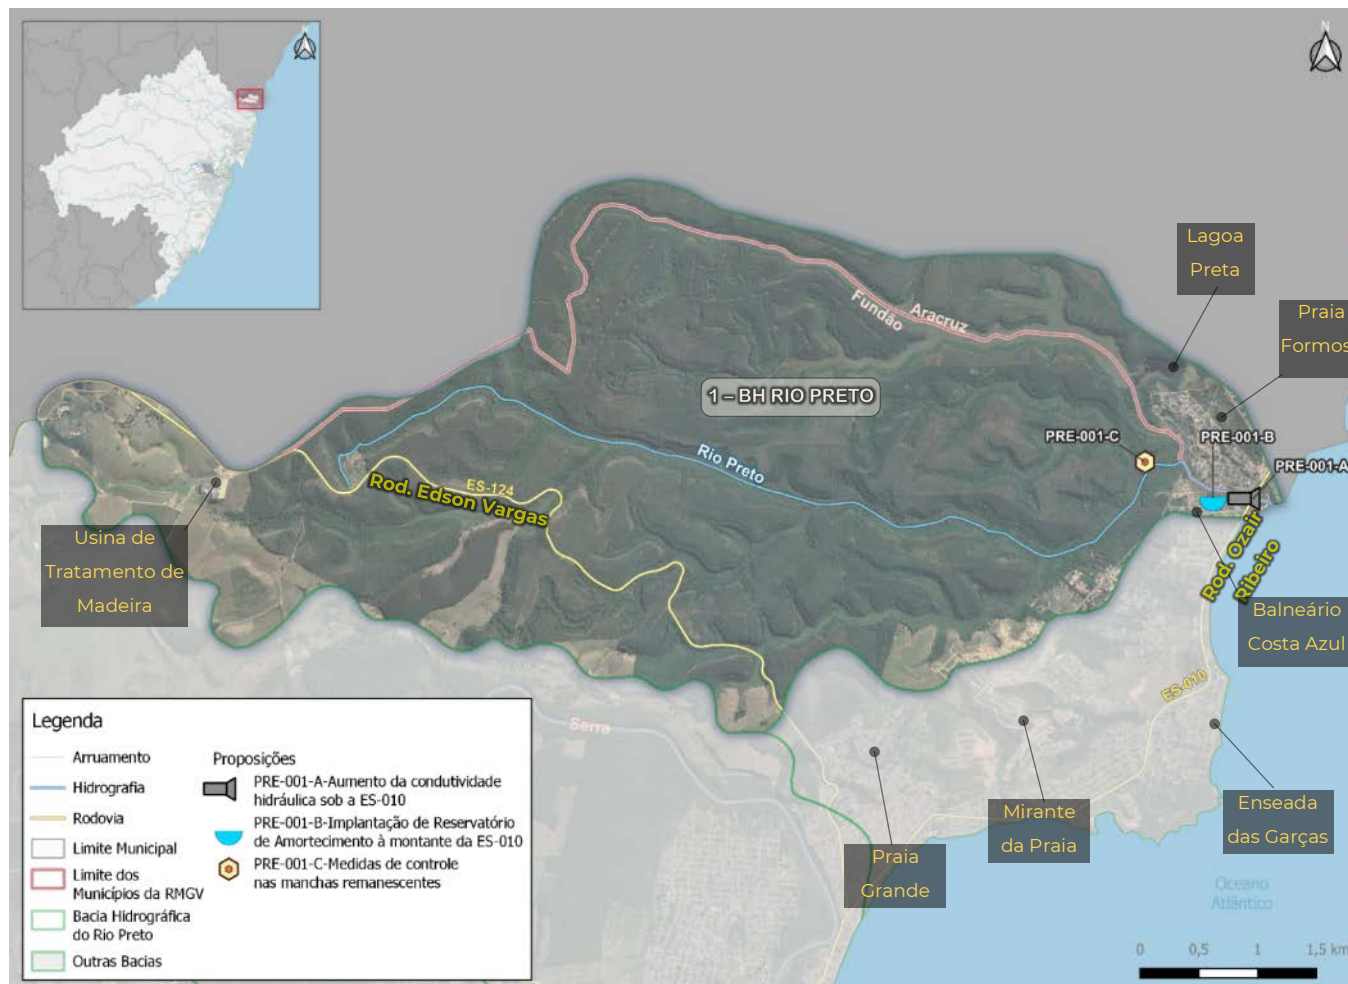 N
Lagoa
Preta
Praia
Formos
Aracruz
Fundão
1 – BH RIO PRETO
PRE-001-C
PRE-001-B
PRE-001-A
Rio Preto
ES-124
Rod. Edson Vargas
Usina de
Tratamento de
Madeira
Rod. Ozair
Ribeiro
Balneário
Costa Azul
ES-010
Serra
Enseada
das Garças
Mirante
da Praia
Praia
Grande
Oceano
Atlântico
0 0,5 1 1,5 km
Legenda
Arruamento
Hidrografia
Rodovia
Limite Municipal
Limite dos
Municípios da RMGV
Bacia Hidrográfica
do Rio Preto
Outras Bacias
Proposições
PRE-001-A-Aumento da condutividade
hidráulica sob a ES-010
PRE-001-B-Implantação de Reservatório
de Amortecimento à montante da ES-010
PRE-001-C-Medidas de controle
nas manchas remanescentes